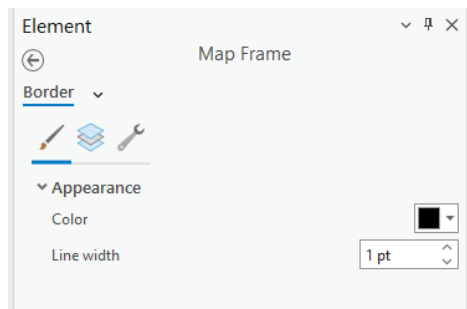 Element
Map Frame
Border
Appearance
Color
Line width 1 pt